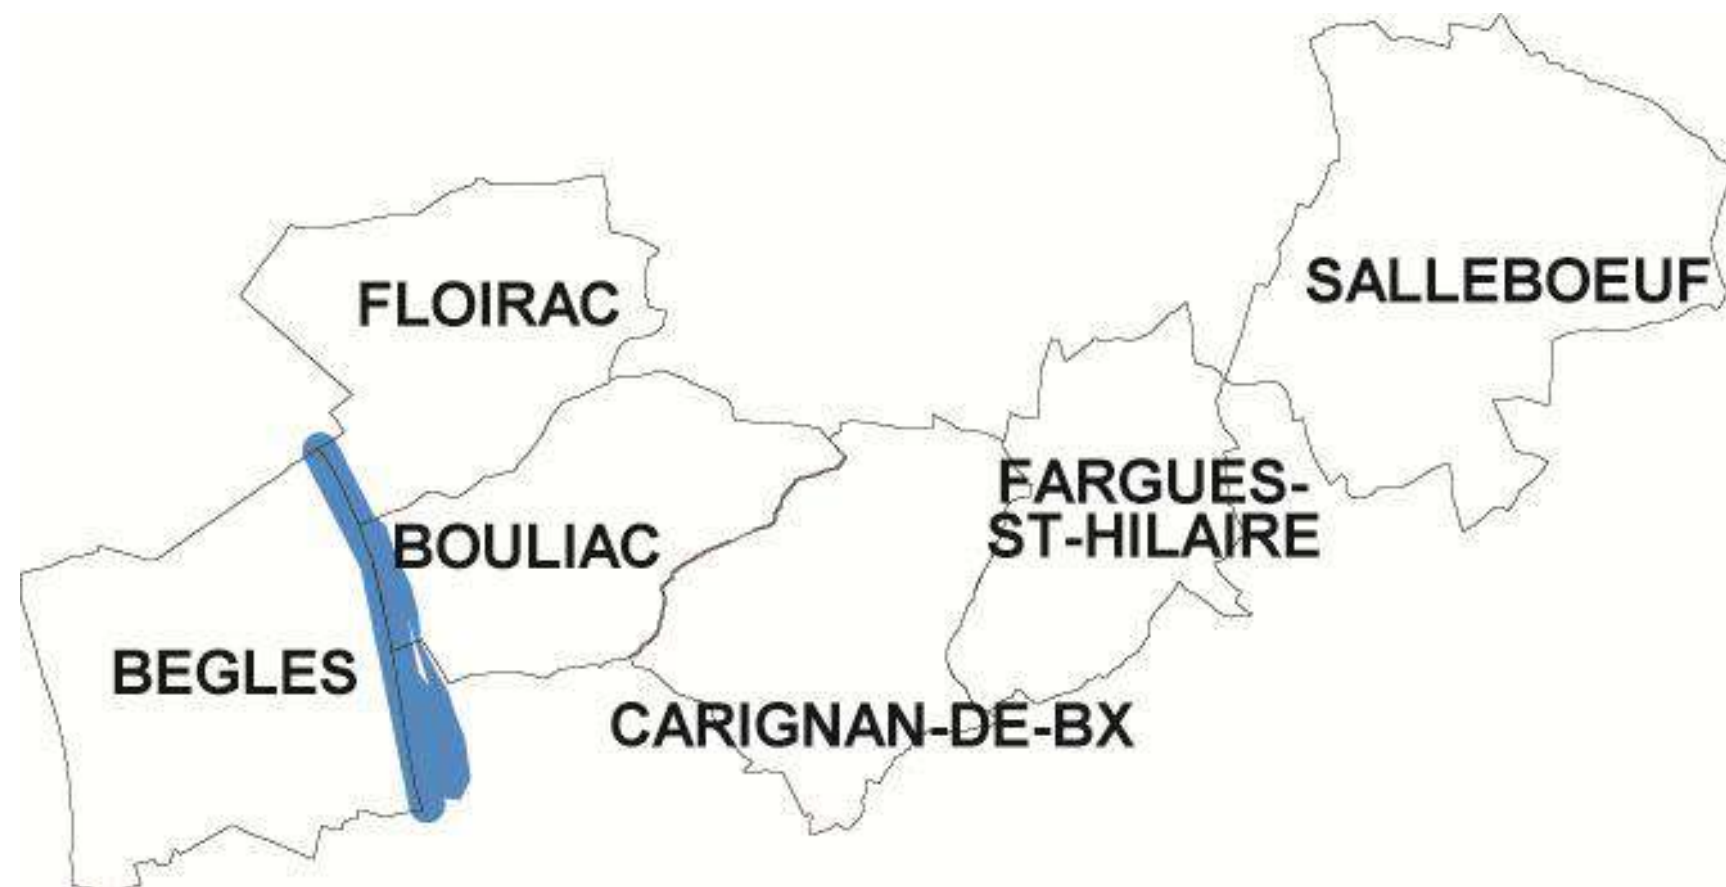 SALLEBOEUF
FLOIRAC
FARGUES-
ST-HILAIRE
BOULIAC
BEGLES
CARIGNAN-DE-BX